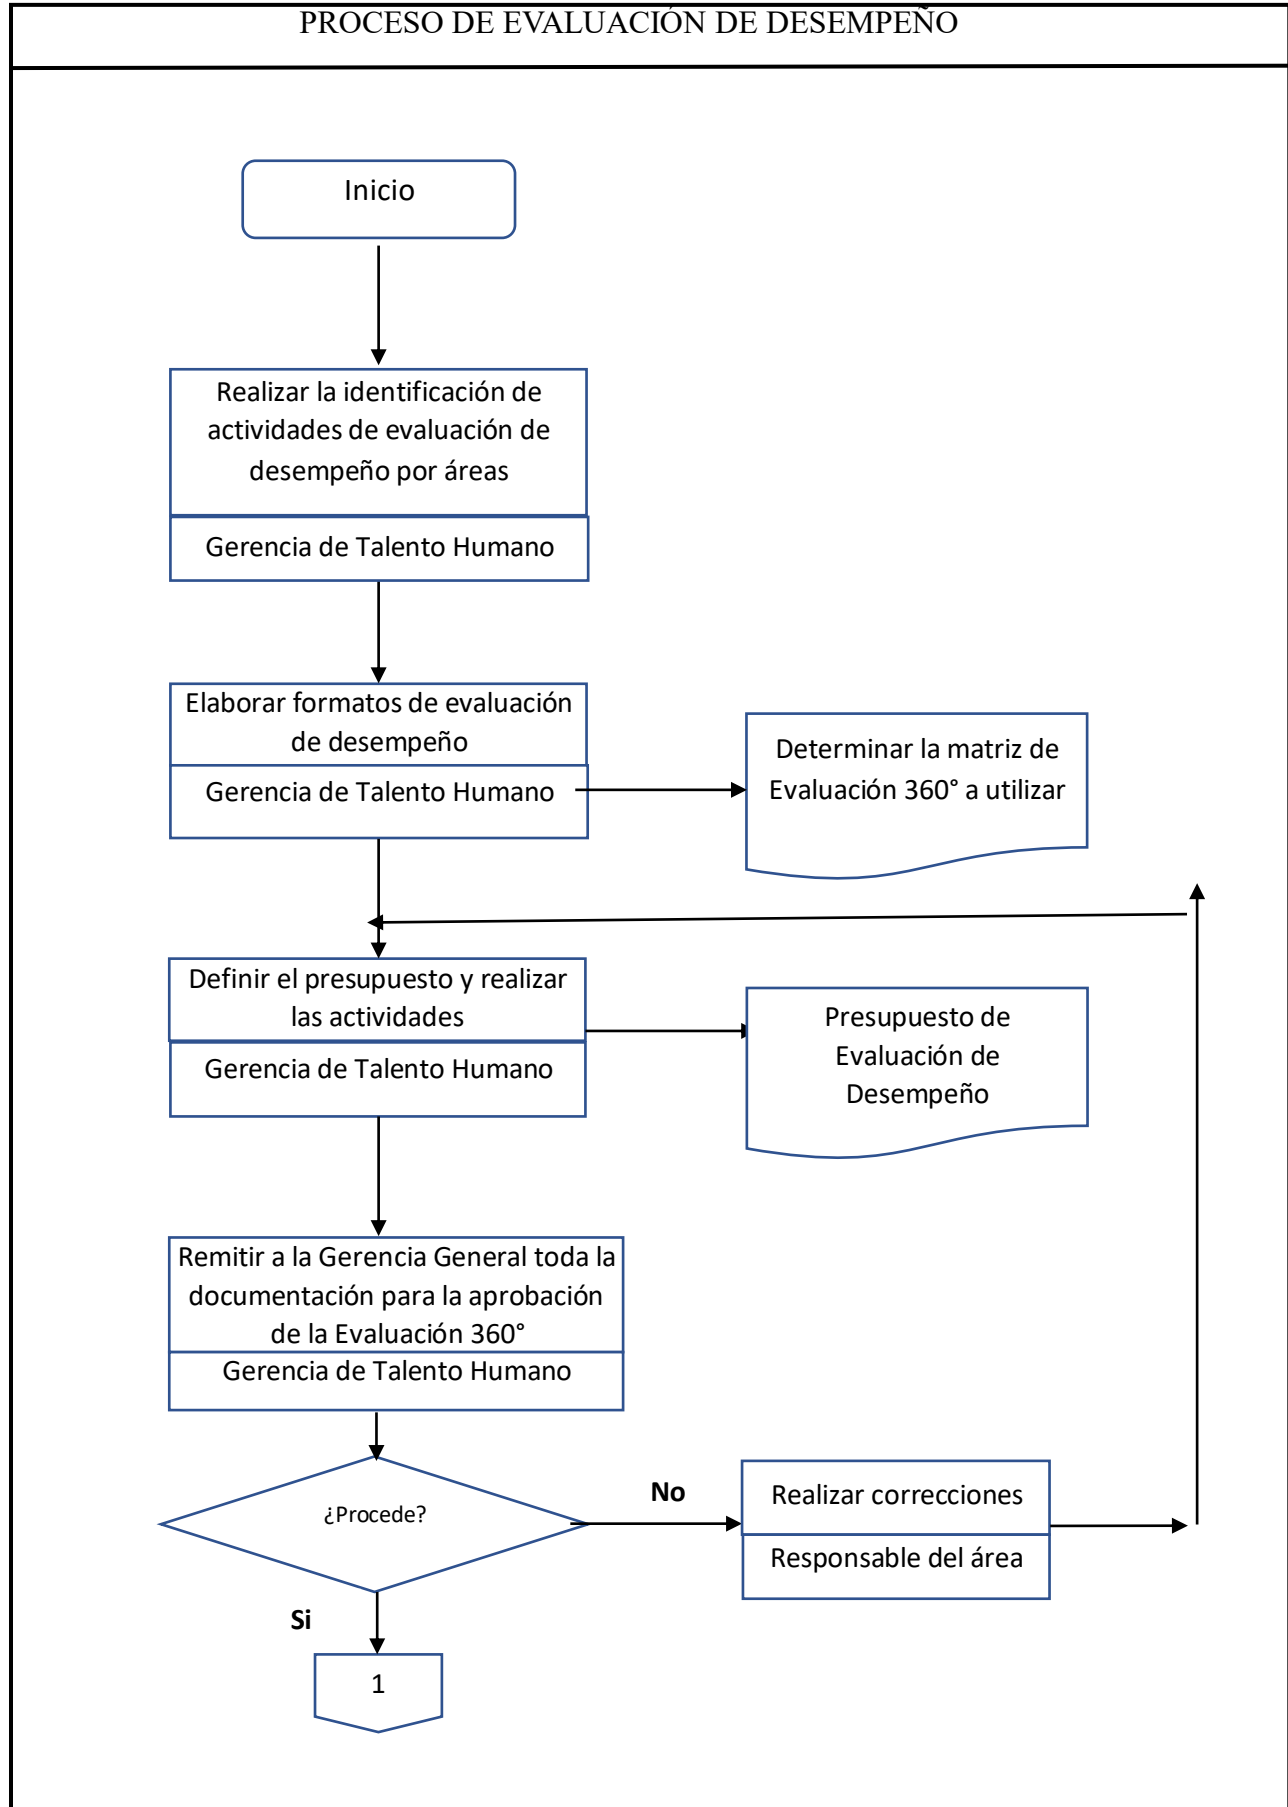 PROCESO DE EVALUACIÓN DE DESEMPEÑO
Inicio
Realizar la identificación de
actividades de evaluación de
desempeño por áreas
Gerencia de Talento Humano
Elaborar formatos de evaluación
de desempeño
Gerencia de Talento Humano
Determinar la matriz de
Evaluación 360° a utilizar
Definir el presupuesto y realizar
las actividades
Gerencia de Talento Humano
Presupuesto de
Evaluación de
Desempeño
Remitir a la Gerencia General toda la
documentación para la aprobación
de la Evaluación 360°
Gerencia de Talento Humano
¿Procede?
No
Realizar correcciones
Responsable del área
Si
1